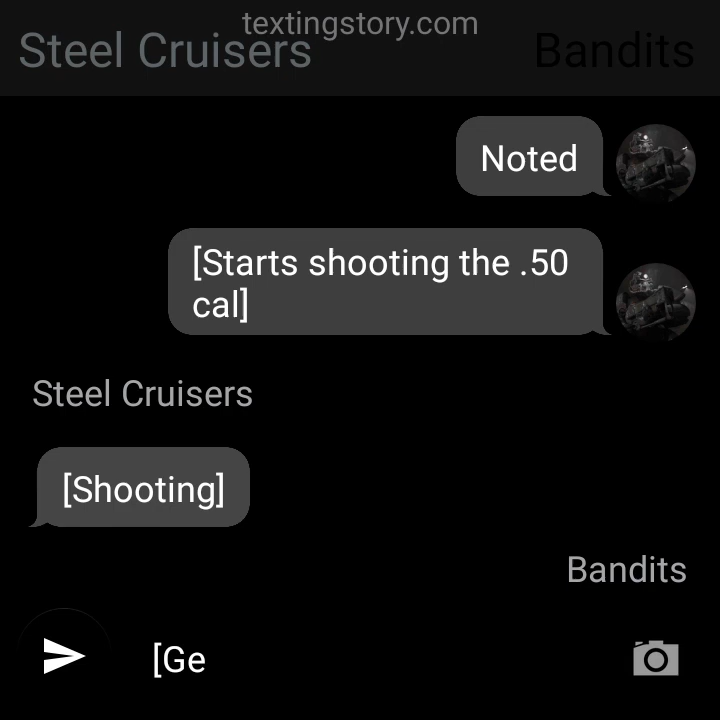 textingstory.com
Steel Cruisers
Bandits
Noted
[Starts shooting the .50
cal]
Steel Cruisers
[Shooting]
Bandits
[Ge